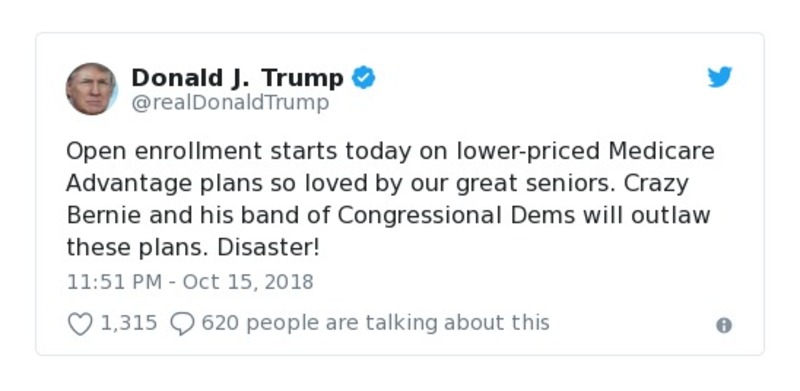 Donald J. Trump
@realDonaldTrump
Open enrollment starts today on lower-priced Medicare
Advantage plans so loved by our great seniors. Crazy
Bernie and his band of Congressional Dems will outlaw
these plans. Disaster!
11:51 PM - Oct 15, 2018
1,315 620 people are talking about this